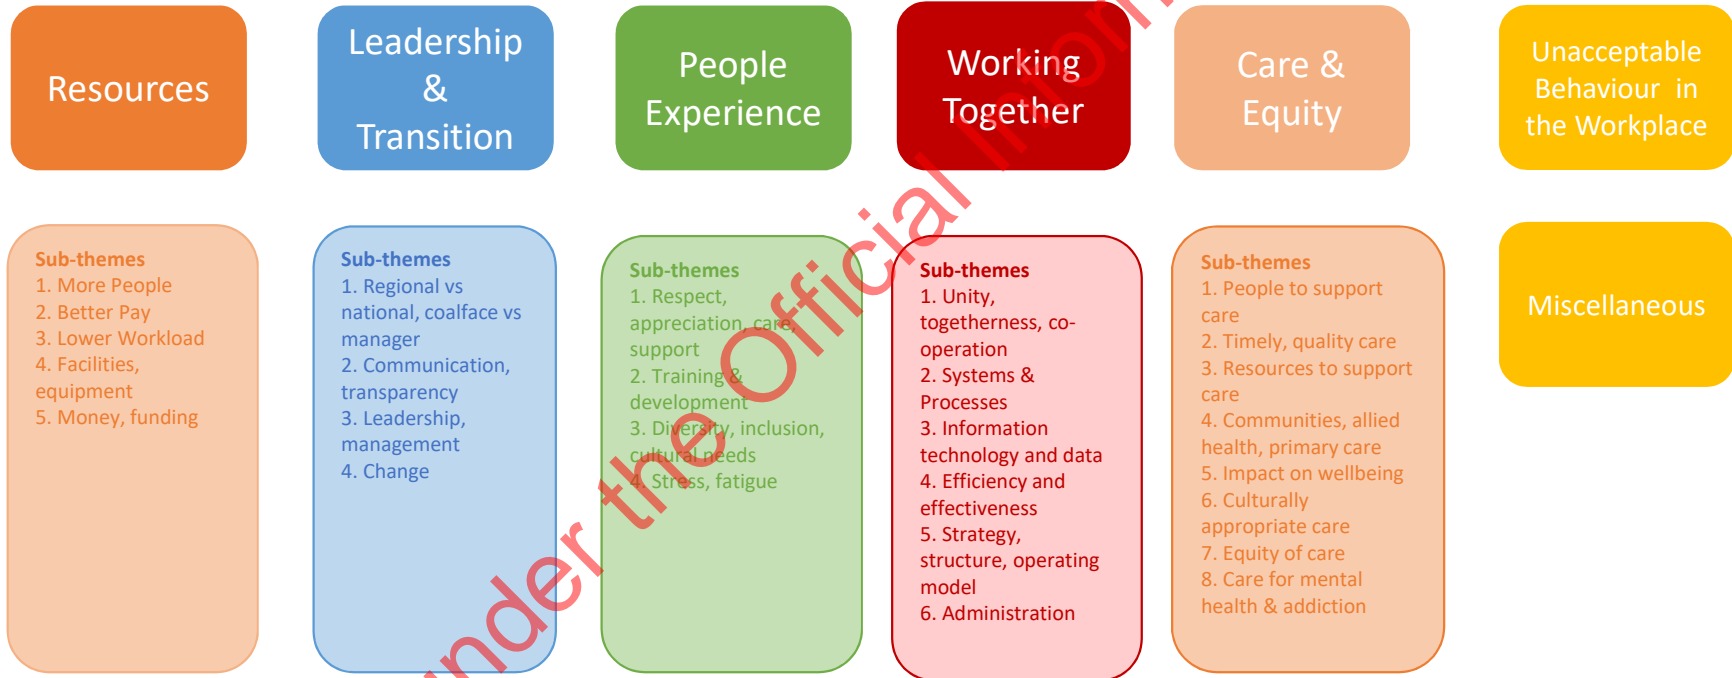 Resources
Leadership
&
Transition
People
Experience
Working
Together
Care &
Equity
Unacceptable
Behaviour in
the Workplace
Sub-themes
1. More People
2. Better Pay
3. Lower Workload
4. Facilities,
equipment
5. Money, funding
Sub-themes
1. Regional vs
national, coalface vs
manager
2. Communication,
transparency
3. Leadership,
management
4. Change
Sub-themes
1. Respect,
appreciation, care,
support
2. Training &
development
3. Diversity, inclusion,
cultural needs
4. Stress, fatigue
Sub-themes
1. Unity,
togetherness, co-
operation
2. Systems &
Processes
3. Information
technology and data
4. Efficiency and
effectiveness
5. Strategy,
structure, operating
model
6. Administration
Sub-themes
1. People to support
care
2. Timely, quality care
3. Resources to support
care
4. Communities, allied
health, primary care
5. Impact on wellbeing
6. Culturally
appropriate care
7. Equity of care
8. Care for mental
health & addiction
Miscellaneous
under the Official